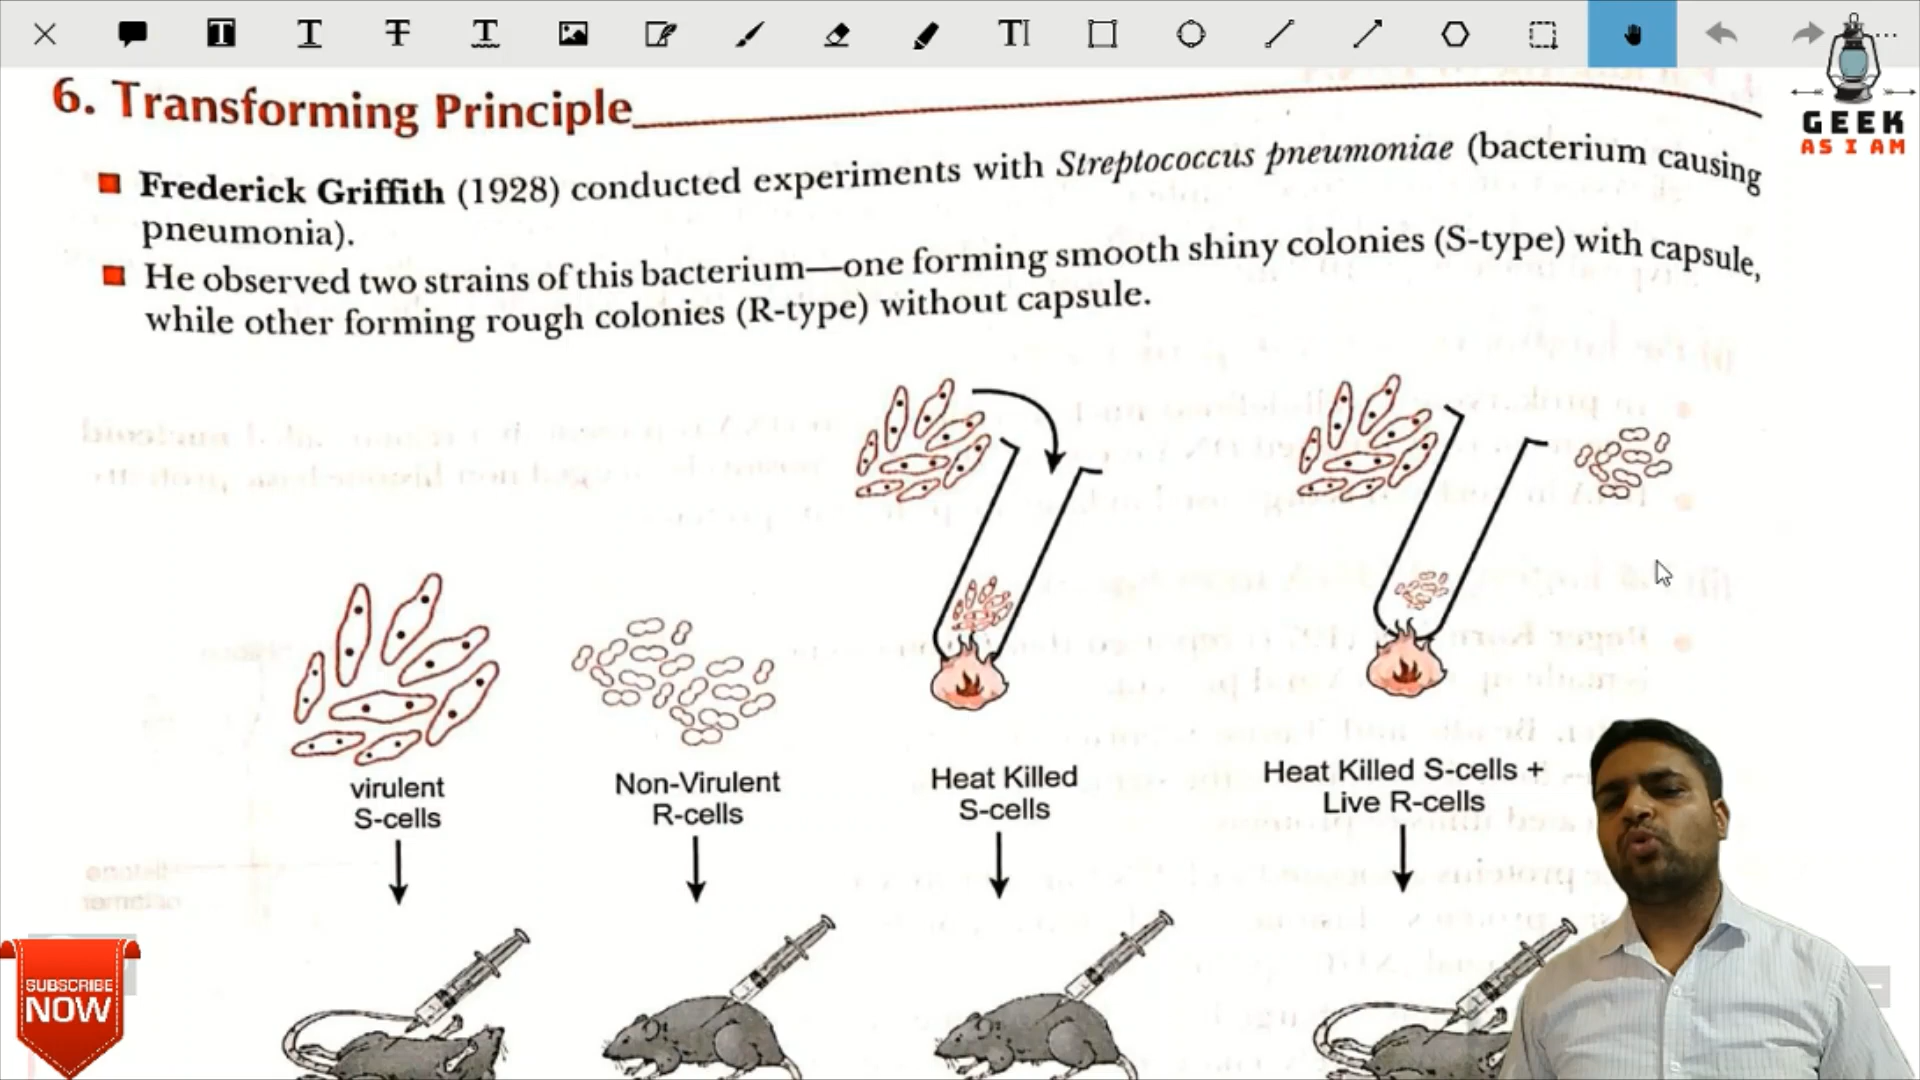 GEEK
AS I AM
6. Transforming Principle
Frederick Griffith (1928) conducted experiments with Streptococcus pneumoniae (bacterium causing
pneumonia).
He observed two strains of this bacterium—one forming smooth shiny colonies (S-type) with capsule,
while other forming rough colonies (R-type) without capsule.
virulent
S-cells
Non-Virulent
R-cells
Heat Killed
S-cells
Heat Killed S-cells +
Live R-cells
SUBSCRIBE
NOW